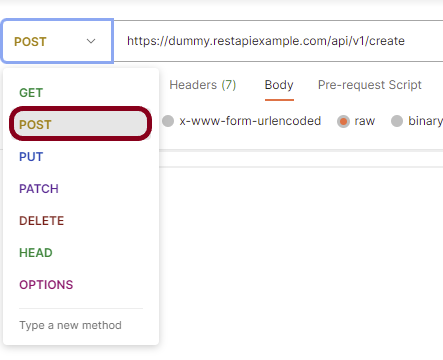 POST
https://dummy.restapiexample.com/api/v1/create
Headers (7)
Body
Pre-request Script
GET
POST
x-www-form-urlencoded
raw
binary
PUT
PATCH
DELETE
HEAD
OPTIONS
Type a new method